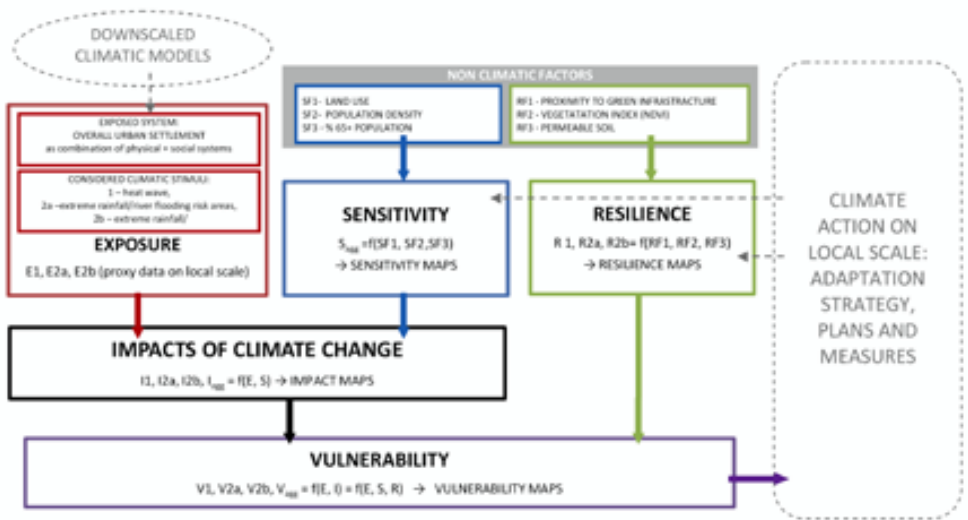 DOWNSCALED
CLIMATIC MODELS
NON CLIMATIC FACTORS
SF1- LAND USE
SF2- POPULATION DENSITY
SF3 - % 65+ POPULATION
RF1 - PROXIMITY TO GREEN INFRASTRACTURE
RF2 - VEGETATATION INDEX (NDVI)
RF3 - PERMEABLE SOIL
EXPOSED SYSTEM:
OVERALL URBAN SETTLEMENT
as combination of physical + social systems
CONSIDERED CLIMATIC STIMULI:
1 – heat wave,
2a –extreme rainfall/river flooding risk areas,
2b – extreme rainfall/
EXPOSURE
E1, E2a, E2b (proxy data on local scale)
SENSITIVITY
Sagg =f(SF1, SF2,SF3)
→ SENSITIVITY MAPS
RESILIENCE
R 1, R2a, R2b= f(RF1, RF2, RF3)
→ RESILIENCE MAPS
CLIMATE
ACTION ON
LOCAL SCALE:
ADAPTATION
STRATEGY,
PLANS AND
MEASURES
IMPACTS OF CLIMATE CHANGE
I1, I2a, I2b, Iagg = f(E, S) → IMPACT MAPS
VULNERABILITY
V1, V2a, V2b, Vagg = f(E, I) = f(E, S, R) → VULNERABILITY MAPS